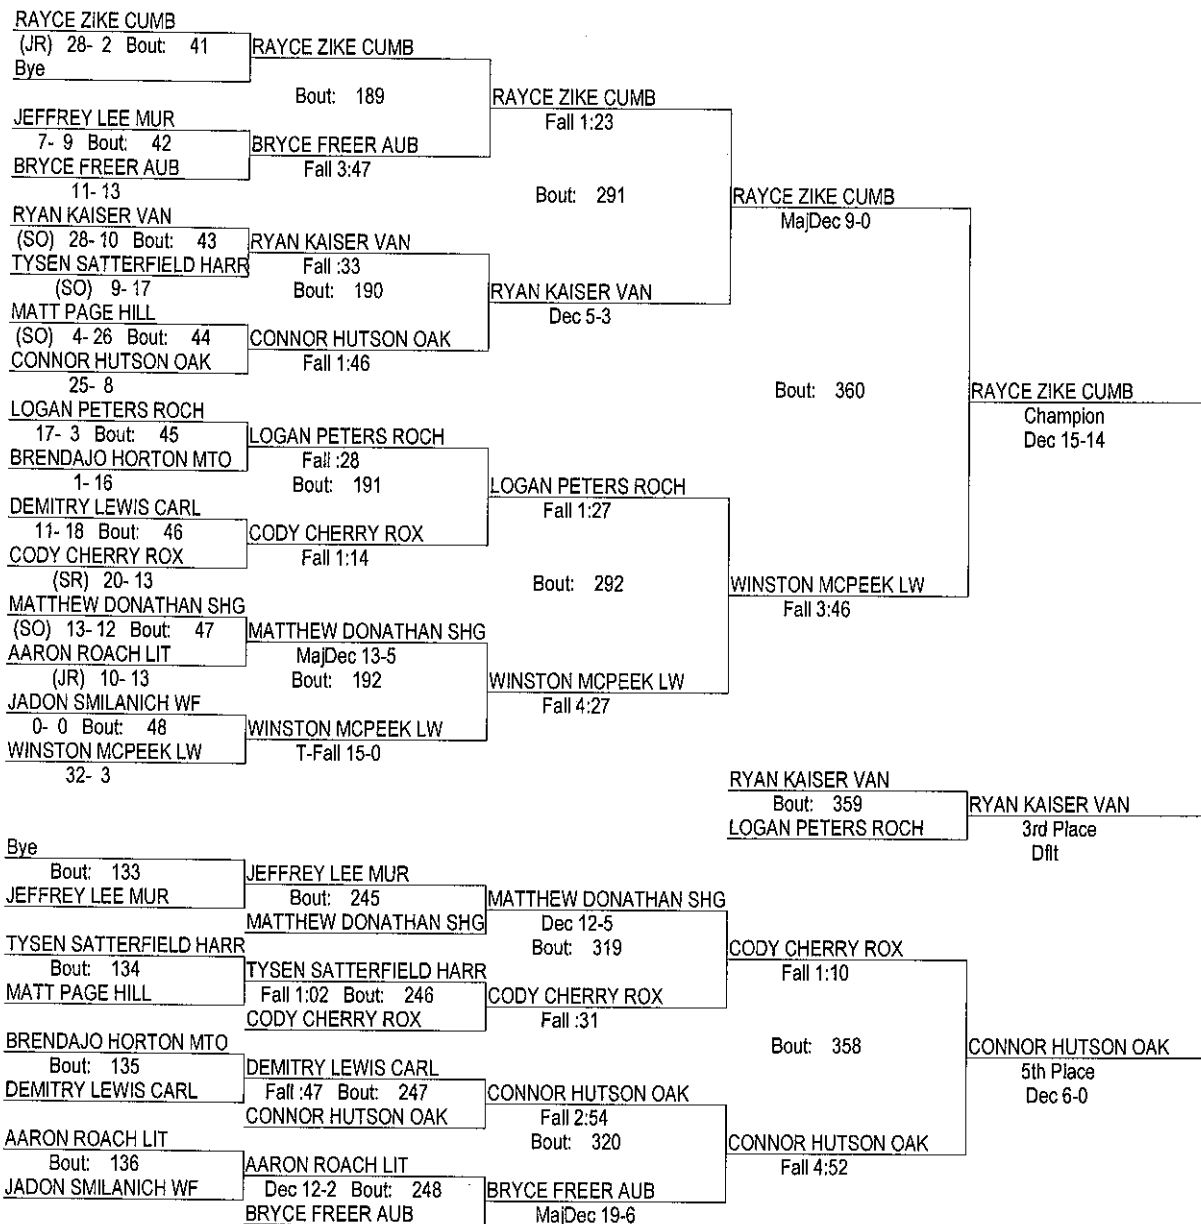 RAYCE ZIKE CUMB
(JR) 28- 2 Bout: 41
Bye
RAYCE ZIKE CUMB
Bout: 189
JEFFREY LEE MUR
7- 9 Bout: 42
BRYCE FREER AUB
11- 13
BRYCE FREER AUB
Fall 3:47
RAYCE ZIKE CUMB
Fall 1:23
Bout: 291
RYAN KAISER VAN
(SO) 28- 10 Bout: 43
TYSEN SATTERFIELD HARR
(SO) 9- 17
RYAN KAISER VAN
Fall :33
Bout: 190
MATT PAGE HILL
(SO) 4- 26 Bout: 44
CONNOR HUTSON OAK
25- 8
CONNOR HUTSON OAK
Fall 1:46
RYAN KAISER VAN
Dec 5-3
RAYCE ZIKE CUMB
MajDec 9-0
Bout: 360
LOGAN PETERS ROCH
17- 3 Bout: 45
BRENDAJO HORTON MTO
1- 16
LOGAN PETERS ROCH
Fall :28
Bout: 191
DEMITRY LEWIS CARL
11- 18 Bout: 46
CODY CHERRY ROX
(SR) 20- 13
CODY CHERRY ROX
Fall 1:14
LOGAN PETERS ROCH
Fall 1:27
Bout: 292
MATTHEW DONATHAN SHG
(SO) 13- 12 Bout: 47
AARON ROACH LIT
(JR) 10- 13
MATTHEW DONATHAN SHG
MajDec 13-5
Bout: 192
JADON SMILANICH WF
0- 0 Bout: 48
WINSTON MCPEEK LW
32- 3
WINSTON MCPEEK LW
T-Fall 15-0
WINSTON MCPEEK LW
Fall 4:27
WINSTON MCPEEK LW
Fall 3:46
RAYCE ZIKE CUMB
Champion
Dec 15-14
RYAN KAISER VAN
Bout: 359
LOGAN PETERS ROCH
RYAN KAISER VAN
3rd Place
Dflt
Bye
Bout: 133
JEFFREY LEE MUR
JEFFREY LEE MUR
Bout: 245
MATTHEW DONATHAN SHG
MATTHEW DONATHAN SHG
Dec 12-5
Bout: 319
TYSEN SATTERFIELD HARR
Bout: 134
MATT PAGE HILL
TYSEN SATTERFIELD HARR
Fall 1:02 Bout: 246
CODY CHERRY ROX
CODY CHERRY ROX
Fall :31
CODY CHERRY ROX
Fall 1:10
Bout: 358
BRENDAJO HORTON MTO
Bout: 135
DEMITRY LEWIS CARL
DEMITRY LEWIS CARL
Fall :47 Bout: 247
CONNOR HUTSON OAK
CONNOR HUTSON OAK
Fall 2:54
Bout: 320
AARON ROACH LIT
Bout: 136
JADON SMILANICH WF
AARON ROACH LIT
Dec 12-2 Bout: 248
BRYCE FREER AUB
BRYCE FREER AUB
MajDec 19-6
CONNOR HUTSON OAK
Fall 4:52
CONNOR HUTSON OAK
5th Place
Dec 6-0